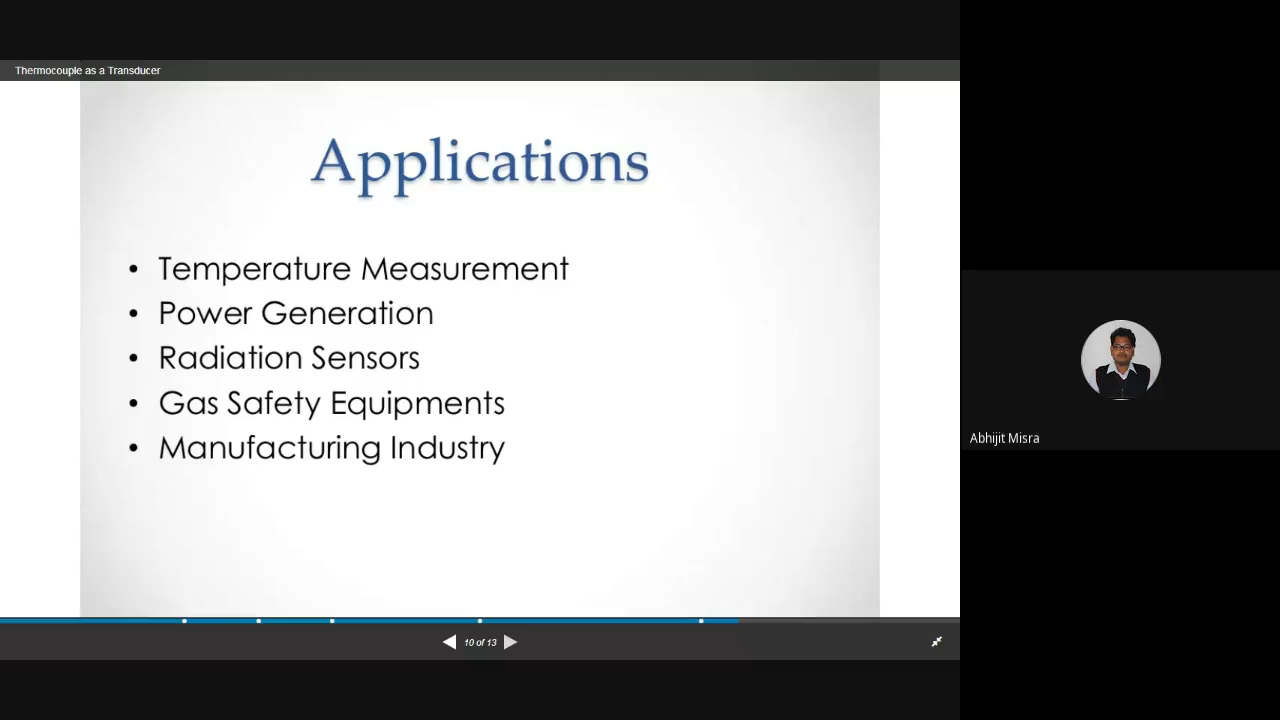 Thermocouple as a Transducer
Applications
• Temperature Measurement
• Power Generation
• Radiation Sensors
• Gas Safety Equipments
• Manufacturing Industry
10 of 13
Abhijit Misra